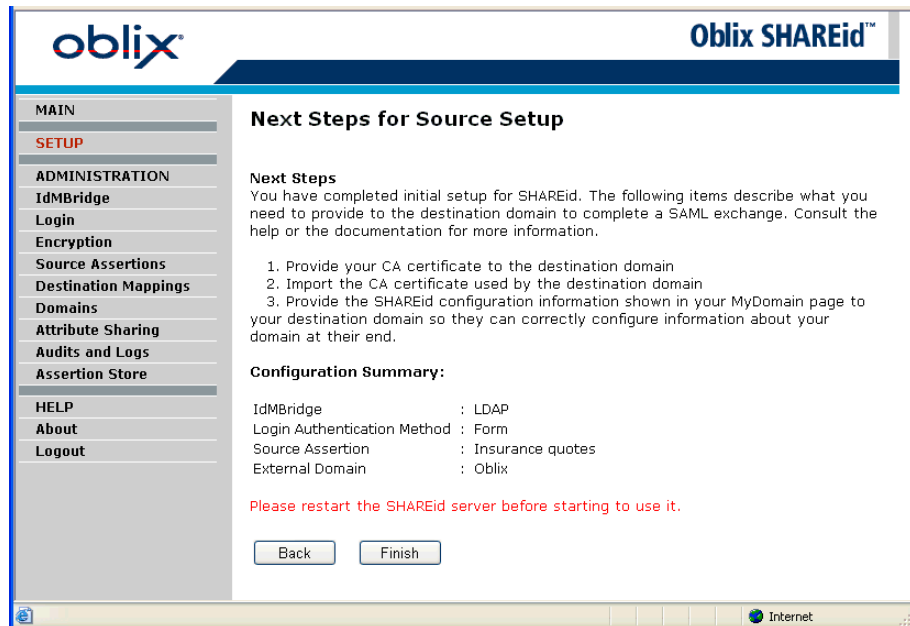 oblix
Oblix SHAREid™
MAIN
SETUP
ADMINISTRATION
IdMBridge
Login
Encryption
Source Assertions
Destination Mappings
Domains
Attribute Sharing
Audits and Logs
Assertion Store
HELP
About
Logout
Next Steps for Source Setup
Next Steps
You have completed initial setup for SHAREid. The following items describe what you
need to provide to the destination domain to complete a SAML exchange. Consult the
help or the documentation for more information.
1. Provide your CA certificate to the destination domain
2. Import the CA certificate used by the destination domain
3. Provide the SHAREid configuration information shown in your MyDomain page to
your destination domain so they can correctly configure information about your
domain at their end.
Configuration Summary:
IdMBridge : LDAP
Login Authentication Method : Form
Source Assertion : Insurance quotes
External Domain : Oblix
Please restart the SHAREid server before starting to use it.
Back Finish
Internet